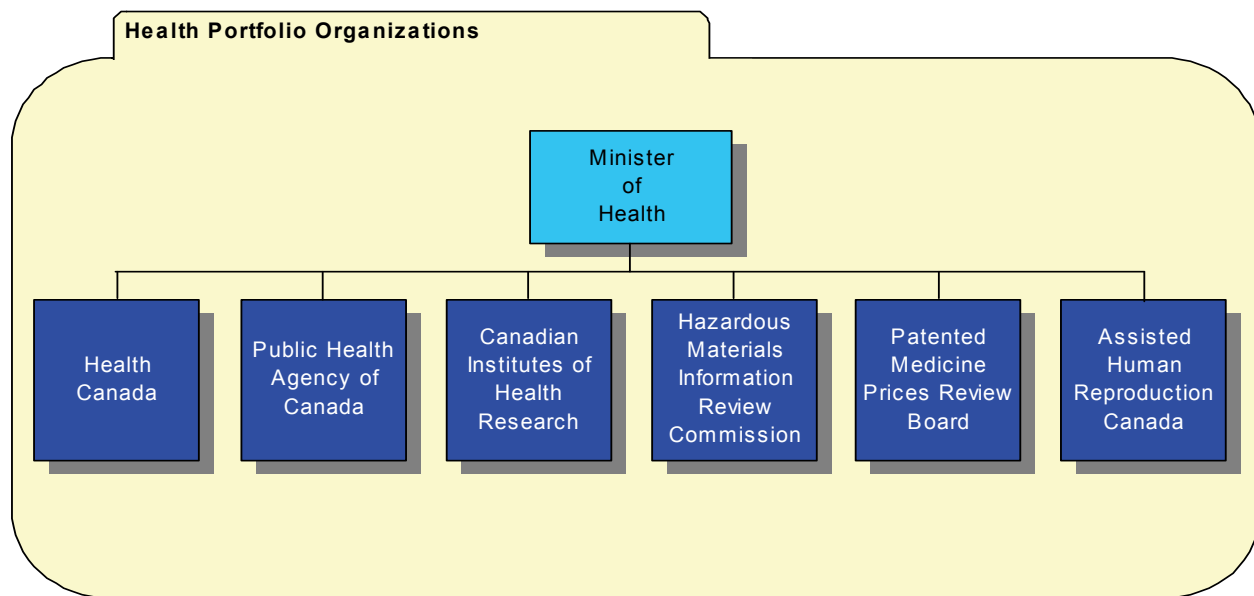 Health Portfolio Organizations
Minister
of
Health
Health
Canada
Public Health
Agency of
Canada
Canadian
Institutes of
Health
Research
Hazardous
Materials
Information
Review
Commission
Patented
Medicine
Prices Review
Board
Assisted
Human
Reproduction
Canada